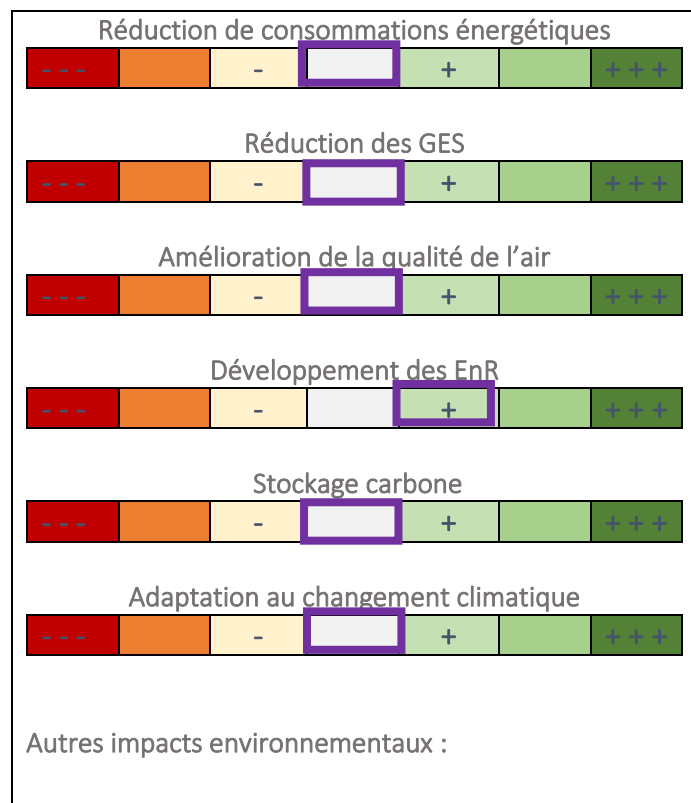 Réduction de consommations énergétiques
- - - - + + + +
Réduction des GES
- - - - + + + +
Amélioration de la qualité de l'air
- - - - + + + +
Développement des EnR
- - - - + + + +
Stockage carbone
- - - - + + + +
Adaptation au changement climatique
- - - - + + + +
Autres impacts environnementaux :